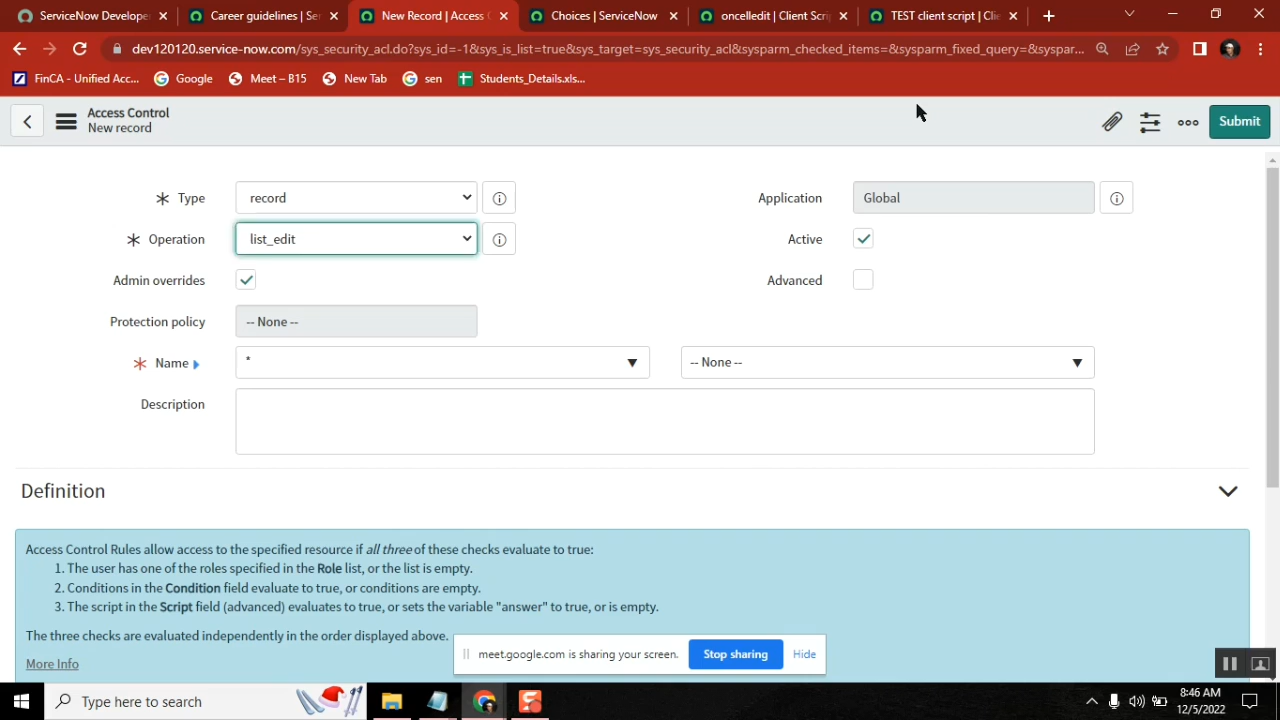 ServiceNow Develope
Career guidelines | Se
New Record | Access
Choices | ServiceNow
oncelledit | Client Scri
TEST client script | Cli
dev120120.service-now.com/sys_security_acl.do?sys_id=-1&sys_is_list=true&sys_target=sys_security_acl&sysparm_checked_items=&sysparm_fixed_query=&syspar...
FinCA - Unified Acc...
Google
Meet – B15
New Tab
sen
Students_Details.xls...
Access Control
New record
Submit
Type
record
Application
Global
Operation
list_edit
Active
Admin overrides
Advanced
Protection policy
-- None --
Name
*
-- None --
Description
Definition
Access Control Rules allow access to the specified resource if all three of these checks evaluate to true:
1. The user has one of the roles specified in the Role list, or the list is empty.
2. Conditions in the Condition field evaluate to true, or conditions are empty.
3. The script in the Script field (advanced) evaluates to true, or sets the variable "answer" to true, or is empty.
The three checks are evaluated independently in the order displayed above.
More Info
meet.google.com is sharing your screen.
Stop sharing
Hide
Type here to search
8:46 AM
12/5/2022